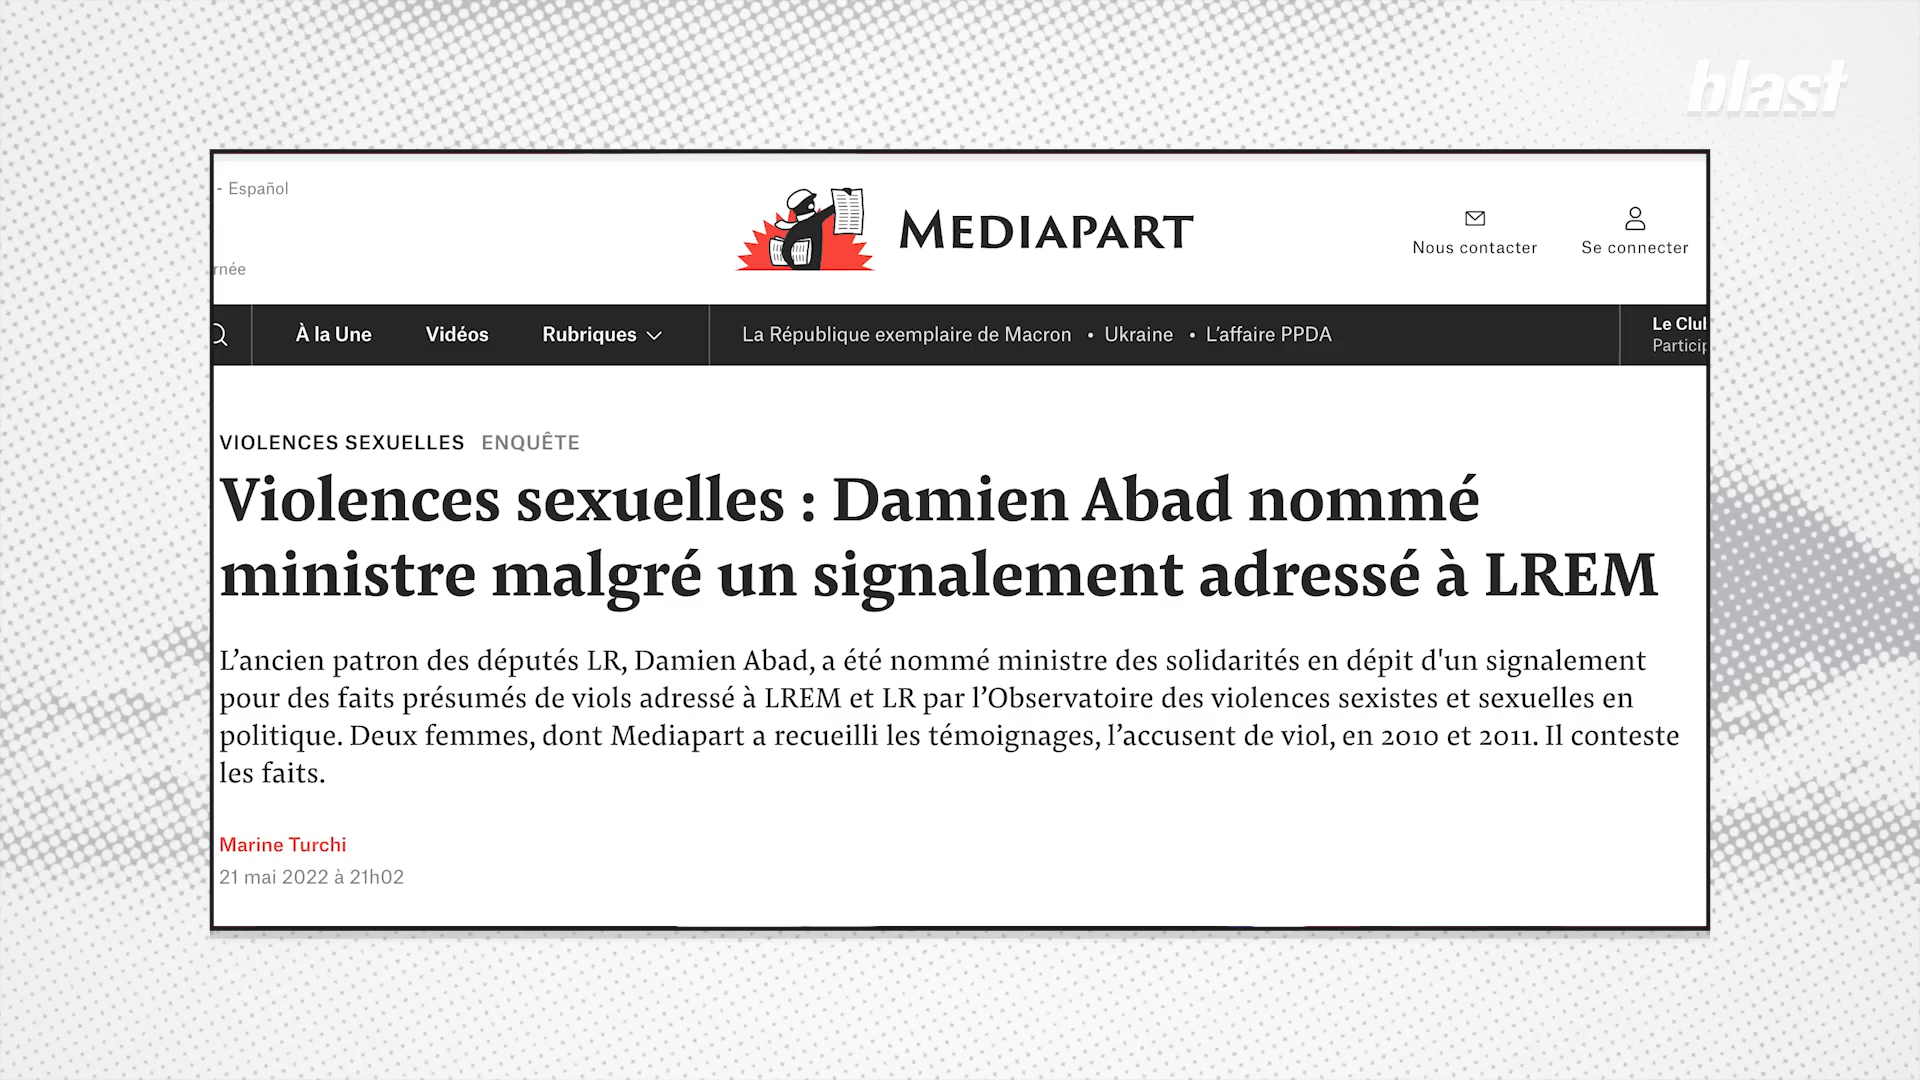 blast
- Español
MEDIAPART
Nous contacter
Se connecter
rnée
À la Une
Vidéos
Rubriques
La République exemplaire de Macron • Ukraine • L’affaire PPDA
Le Clu
Partici
VIOLENCES SEXUELLES ENQUÊTE
Violences sexuelles : Damien Abad nommé
ministre malgré un signalement adressé à LREM
L’ancien patron des députés LR, Damien Abad, a été nommé ministre des solidarités en dépit d'un signalement
pour des faits présumés de viols adressé à LREM et LR par l’Observatoire des violences sexistes et sexuelles en
politique. Deux femmes, dont Mediapart a recueilli les témoignages, l’accusent de viol, en 2010 et 2011. Il conteste
les faits.
Marine Turchi
21 mai 2022 à 21h02